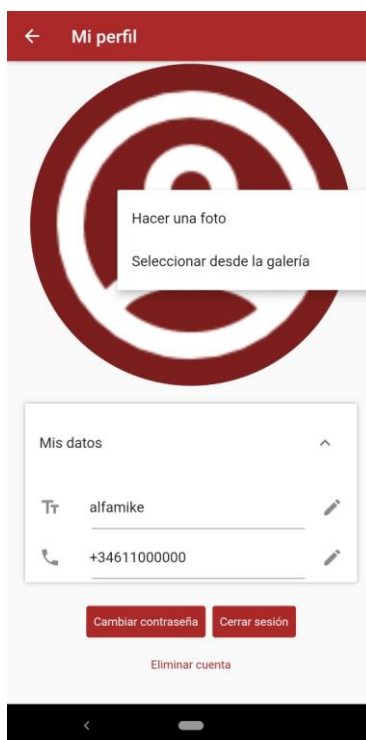 Mi perfil
Hacer una foto
Seleccionar desde la galería
Mis datos
alfamike
+34611000000
Cambiar contraseña
Cerrar sesión
Eliminar cuenta